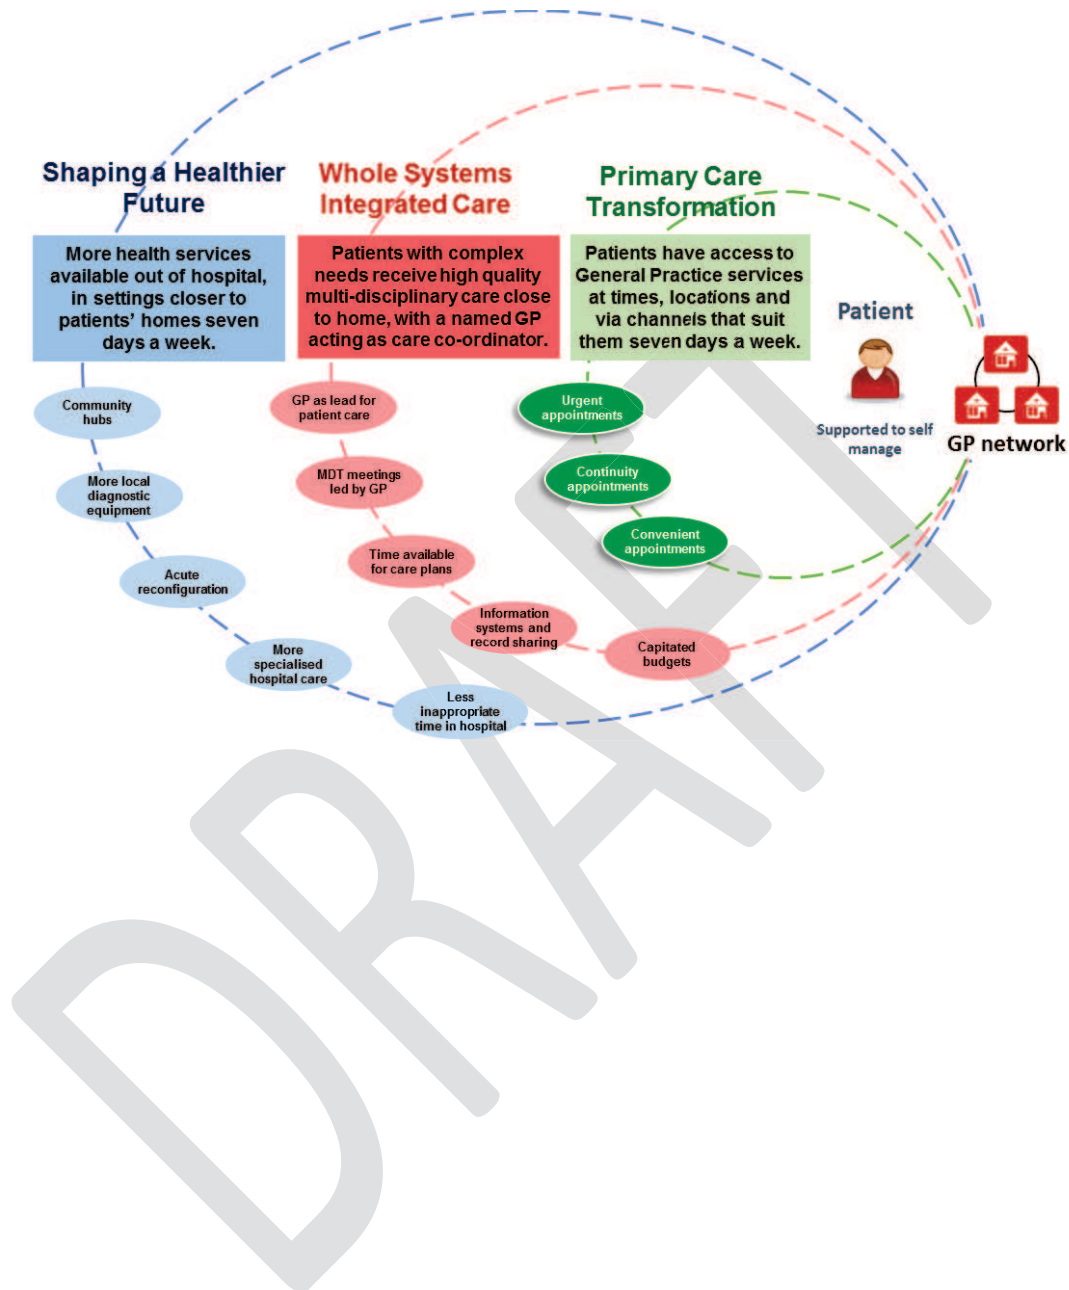 Shaping a Healthier
Future
More health services
available out of hospital,
in settings closer to
patients’ homes seven
days a week.
Community
hubs
More local
diagnostic
equipment
Acute
reconfiguration
More
specialised
hospital care
Less
inappropriate
time in hospital
Whole Systems
Integrated Care
Patients with complex
needs receive high quality
multi-disciplinary care close
to home, with a named GP
acting as care co-ordinator.
GP as lead for
patient care
MDT meetings
led by GP
Time available
for care plans
Information
systems and
record sharing
Capitated
budgets
Primary Care
Transformation
Patients have access to
General Practice services
at times, locations and
via channels that suit
them seven days a week.
Urgent
appointments
Continuity
appointments
Convenient
appointments
Patient
Supported to self
manage
GP network
DRAFT